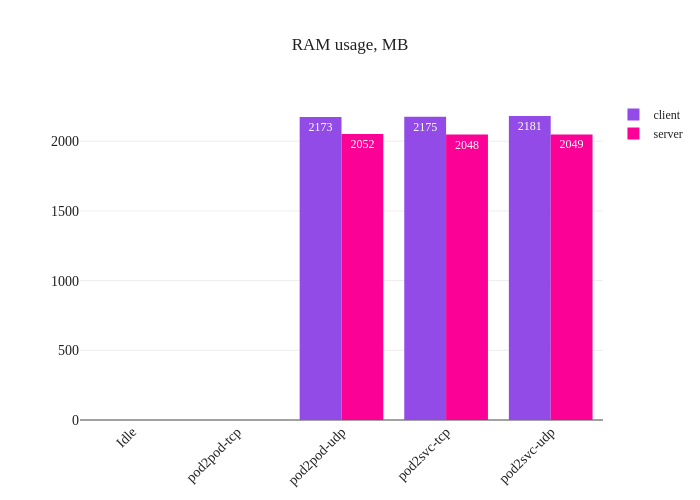 RAM usage, MB
client
server
2000
1500
1000
500
0
2173
2052
2175
2048
2181
2049
Idle
pod2pod-tcp
pod2pod-udp
pod2svc-tcp
pod2svc-udp